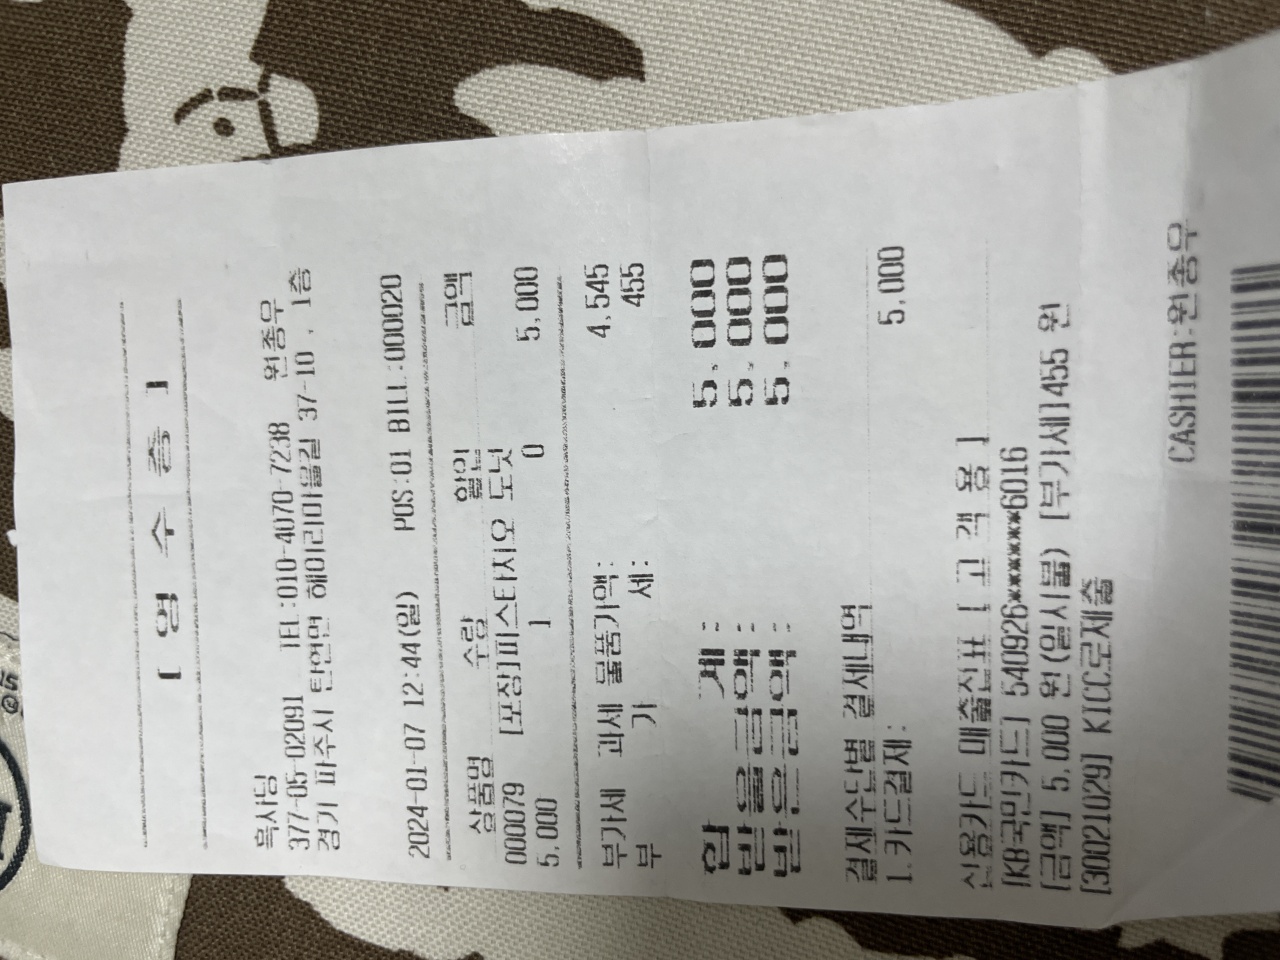 [ 영 수 증 ]
흑사당
377-05-02091 TEL:010-4070-7238 원종우
경기 파주시 탄현면 헤이리마을길 37-10 , 1층
2024-01-07 12:44(일) POS:01 BILL:000020
상품명 수량 할인 금액
000079 [포장]피스타치오 도넛
5,000 1 0 5,000
부가세 과세 물품가액: 4,545
부 가 세: 455
합 계: 5,000
받을금액: 5,000
받은금액: 5,000
결제수단별 결제내역
1.카드결제: 5,000
신용카드 매출전표 [ 고 객 용 ]
[KB국민카드] 540926******6016
[금액] 5,000 원(일시불) [부가세]455 원
[30021029] KICC로제출
CASHIER:원종우